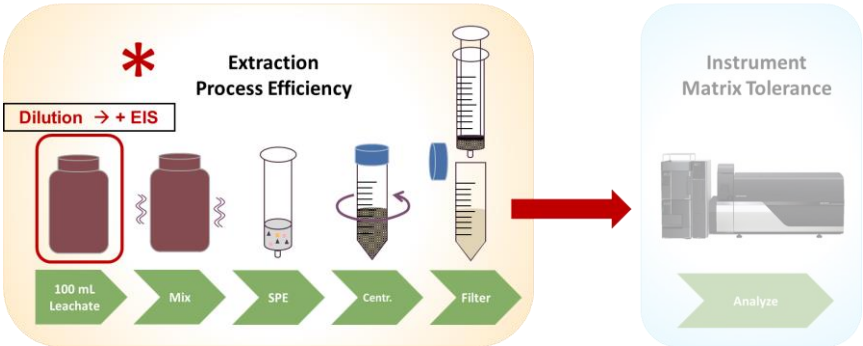 *
Extraction
Process Efficiency
Dilution → + EIS
100 mL
Leachate
Mix
SPE
Centr.
Filter
Instrument
Matrix Tolerance
Analyze